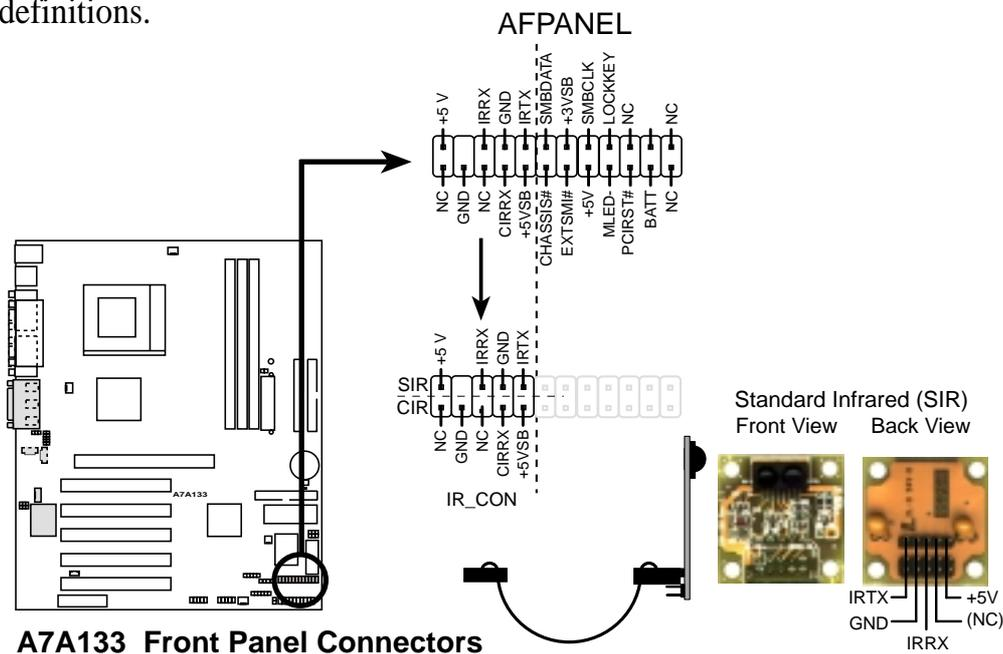 definitions.
AFPANEL
+5 V
IRRX
GND
IRTX
SMBDATA
+3VSB
SMBCLK
LOCKKEY
NC
NC
NC
GND
NC
CIRRX
+5VSB
CHASSIS#
EXTSMI#
+5V
MLED-
PCIRST#
BATT
NC
+5 V
IRRX
GND
IRTX
SIR
CIR
NC
GND
NC
CIRRX
+5VSB
IR_CON
Standard Infrared (SIR)
Front View Back View
A7A133
IRTX
GND
IRRX
+5V
(NC)
A7A133 Front Panel Connectors